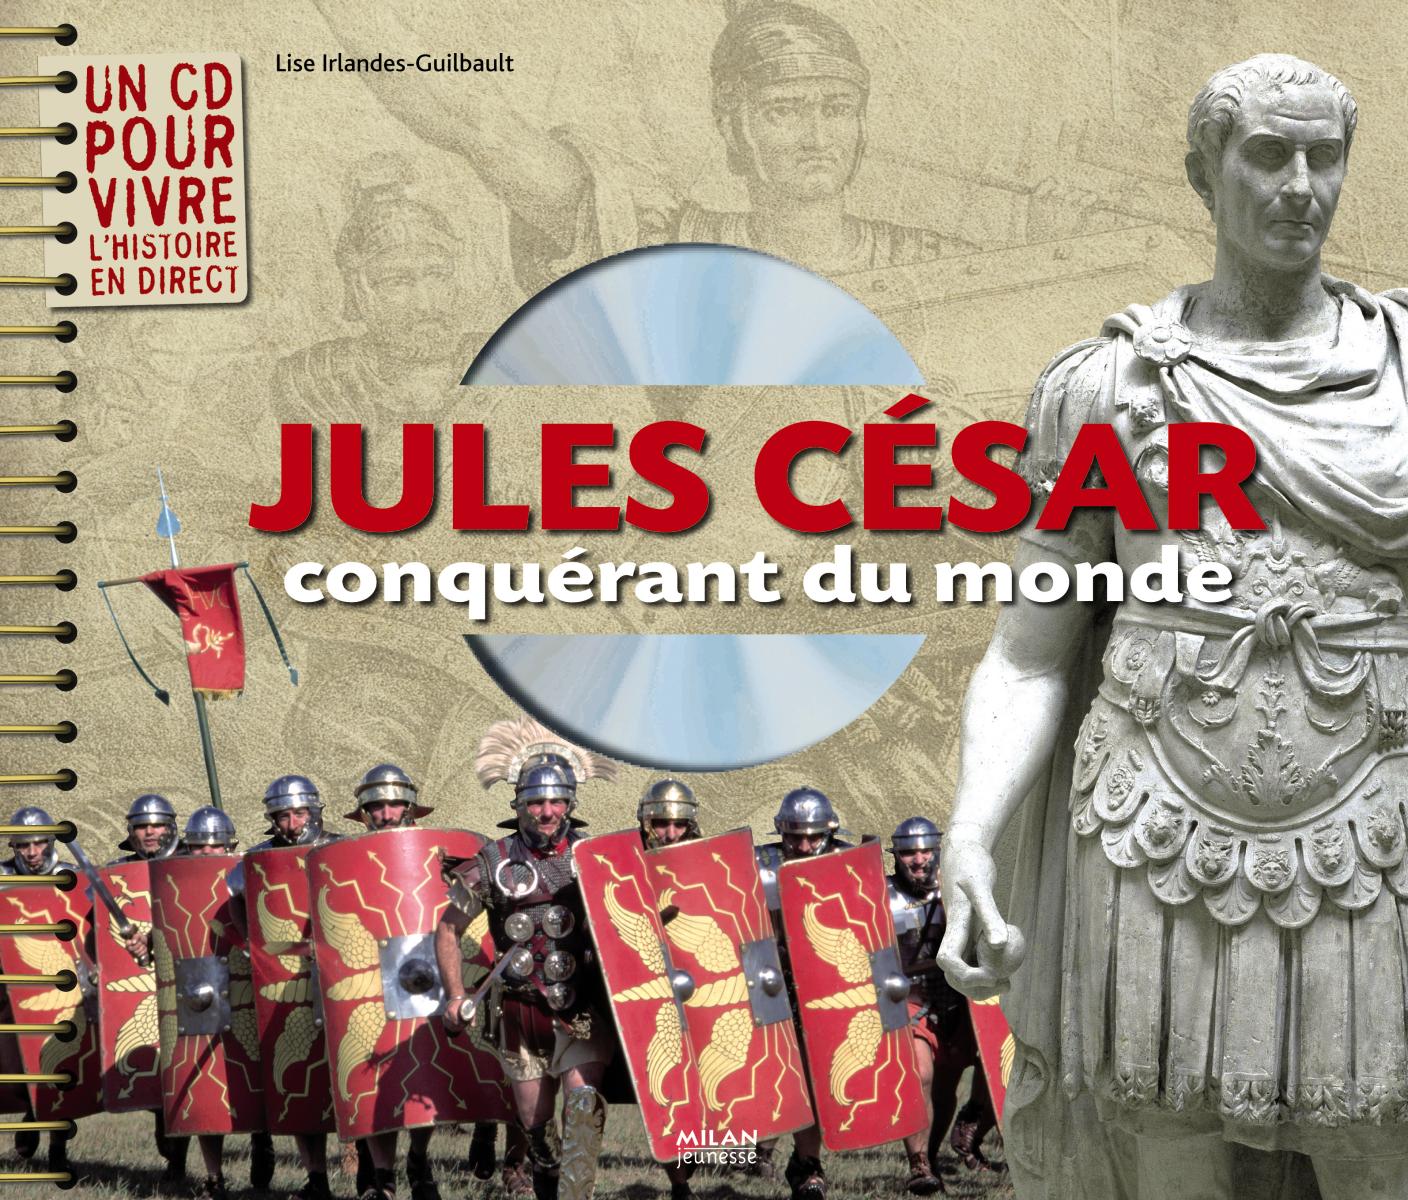 Lise Irlandes-Guilbault
UN CD
POUR
VIVRE
L'HISTOIRE
EN DIRECT
JULES CÉSAR
conquérant du monde
MILAN
jeunesse